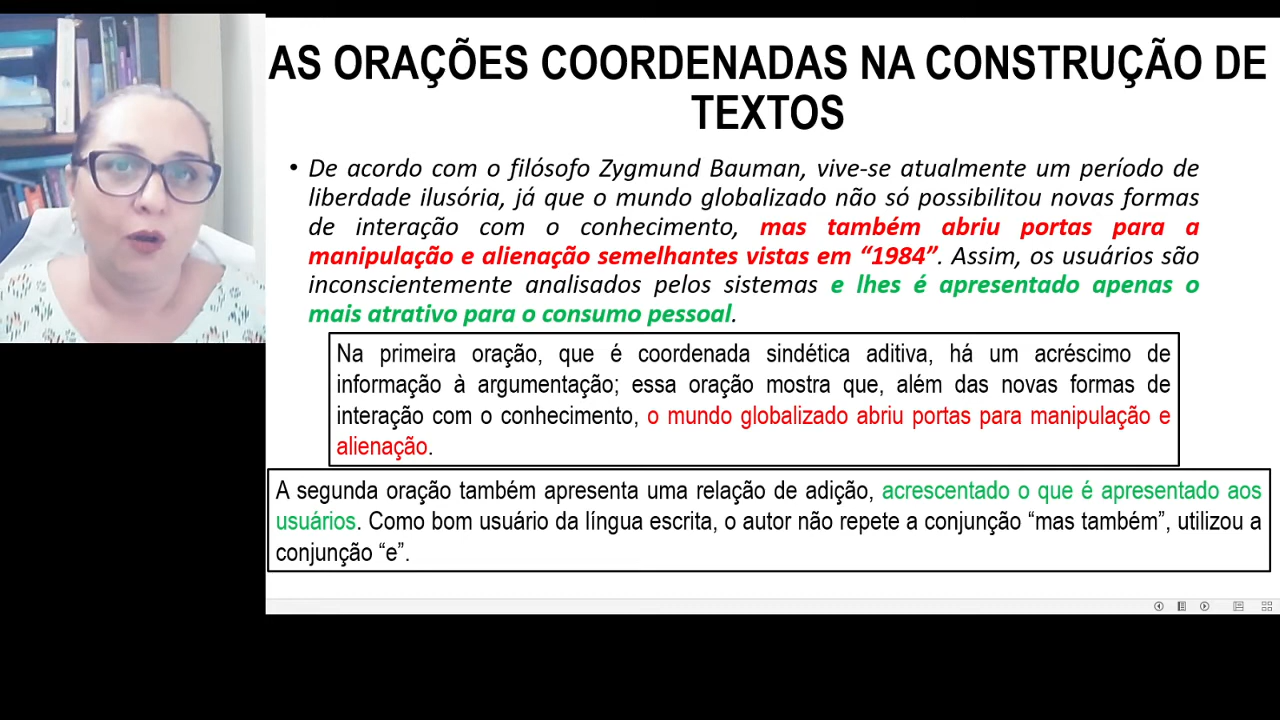 AS ORAÇÕES COORDENADAS NA CONSTRUÇÃO DE
TEXTOS
• De acordo com o filósofo Zygmund Bauman, vive-se atualmente um período de
liberdade ilusória, já que o mundo globalizado não só possibilitou novas formas
de interação com o conhecimento, mas também abriu portas para a
manipulação e alienação semelhantes vistas em “1984”. Assim, os usuários são
inconscientemente analisados pelos sistemas e lhes é apresentado apenas o
mais atrativo para o consumo pessoal.
Na primeira oração, que é coordenada sindética aditiva, há um acréscimo de
informação à argumentação; essa oração mostra que, além das novas formas de
interação com o conhecimento, o mundo globalizado abriu portas para manipulação e
alienação.
A segunda oração também apresenta uma relação de adição, acrescentado o que é apresentado aos
usuários. Como bom usuário da língua escrita, o autor não repete a conjunção “mas também”, utilizou a
conjunção “e”.